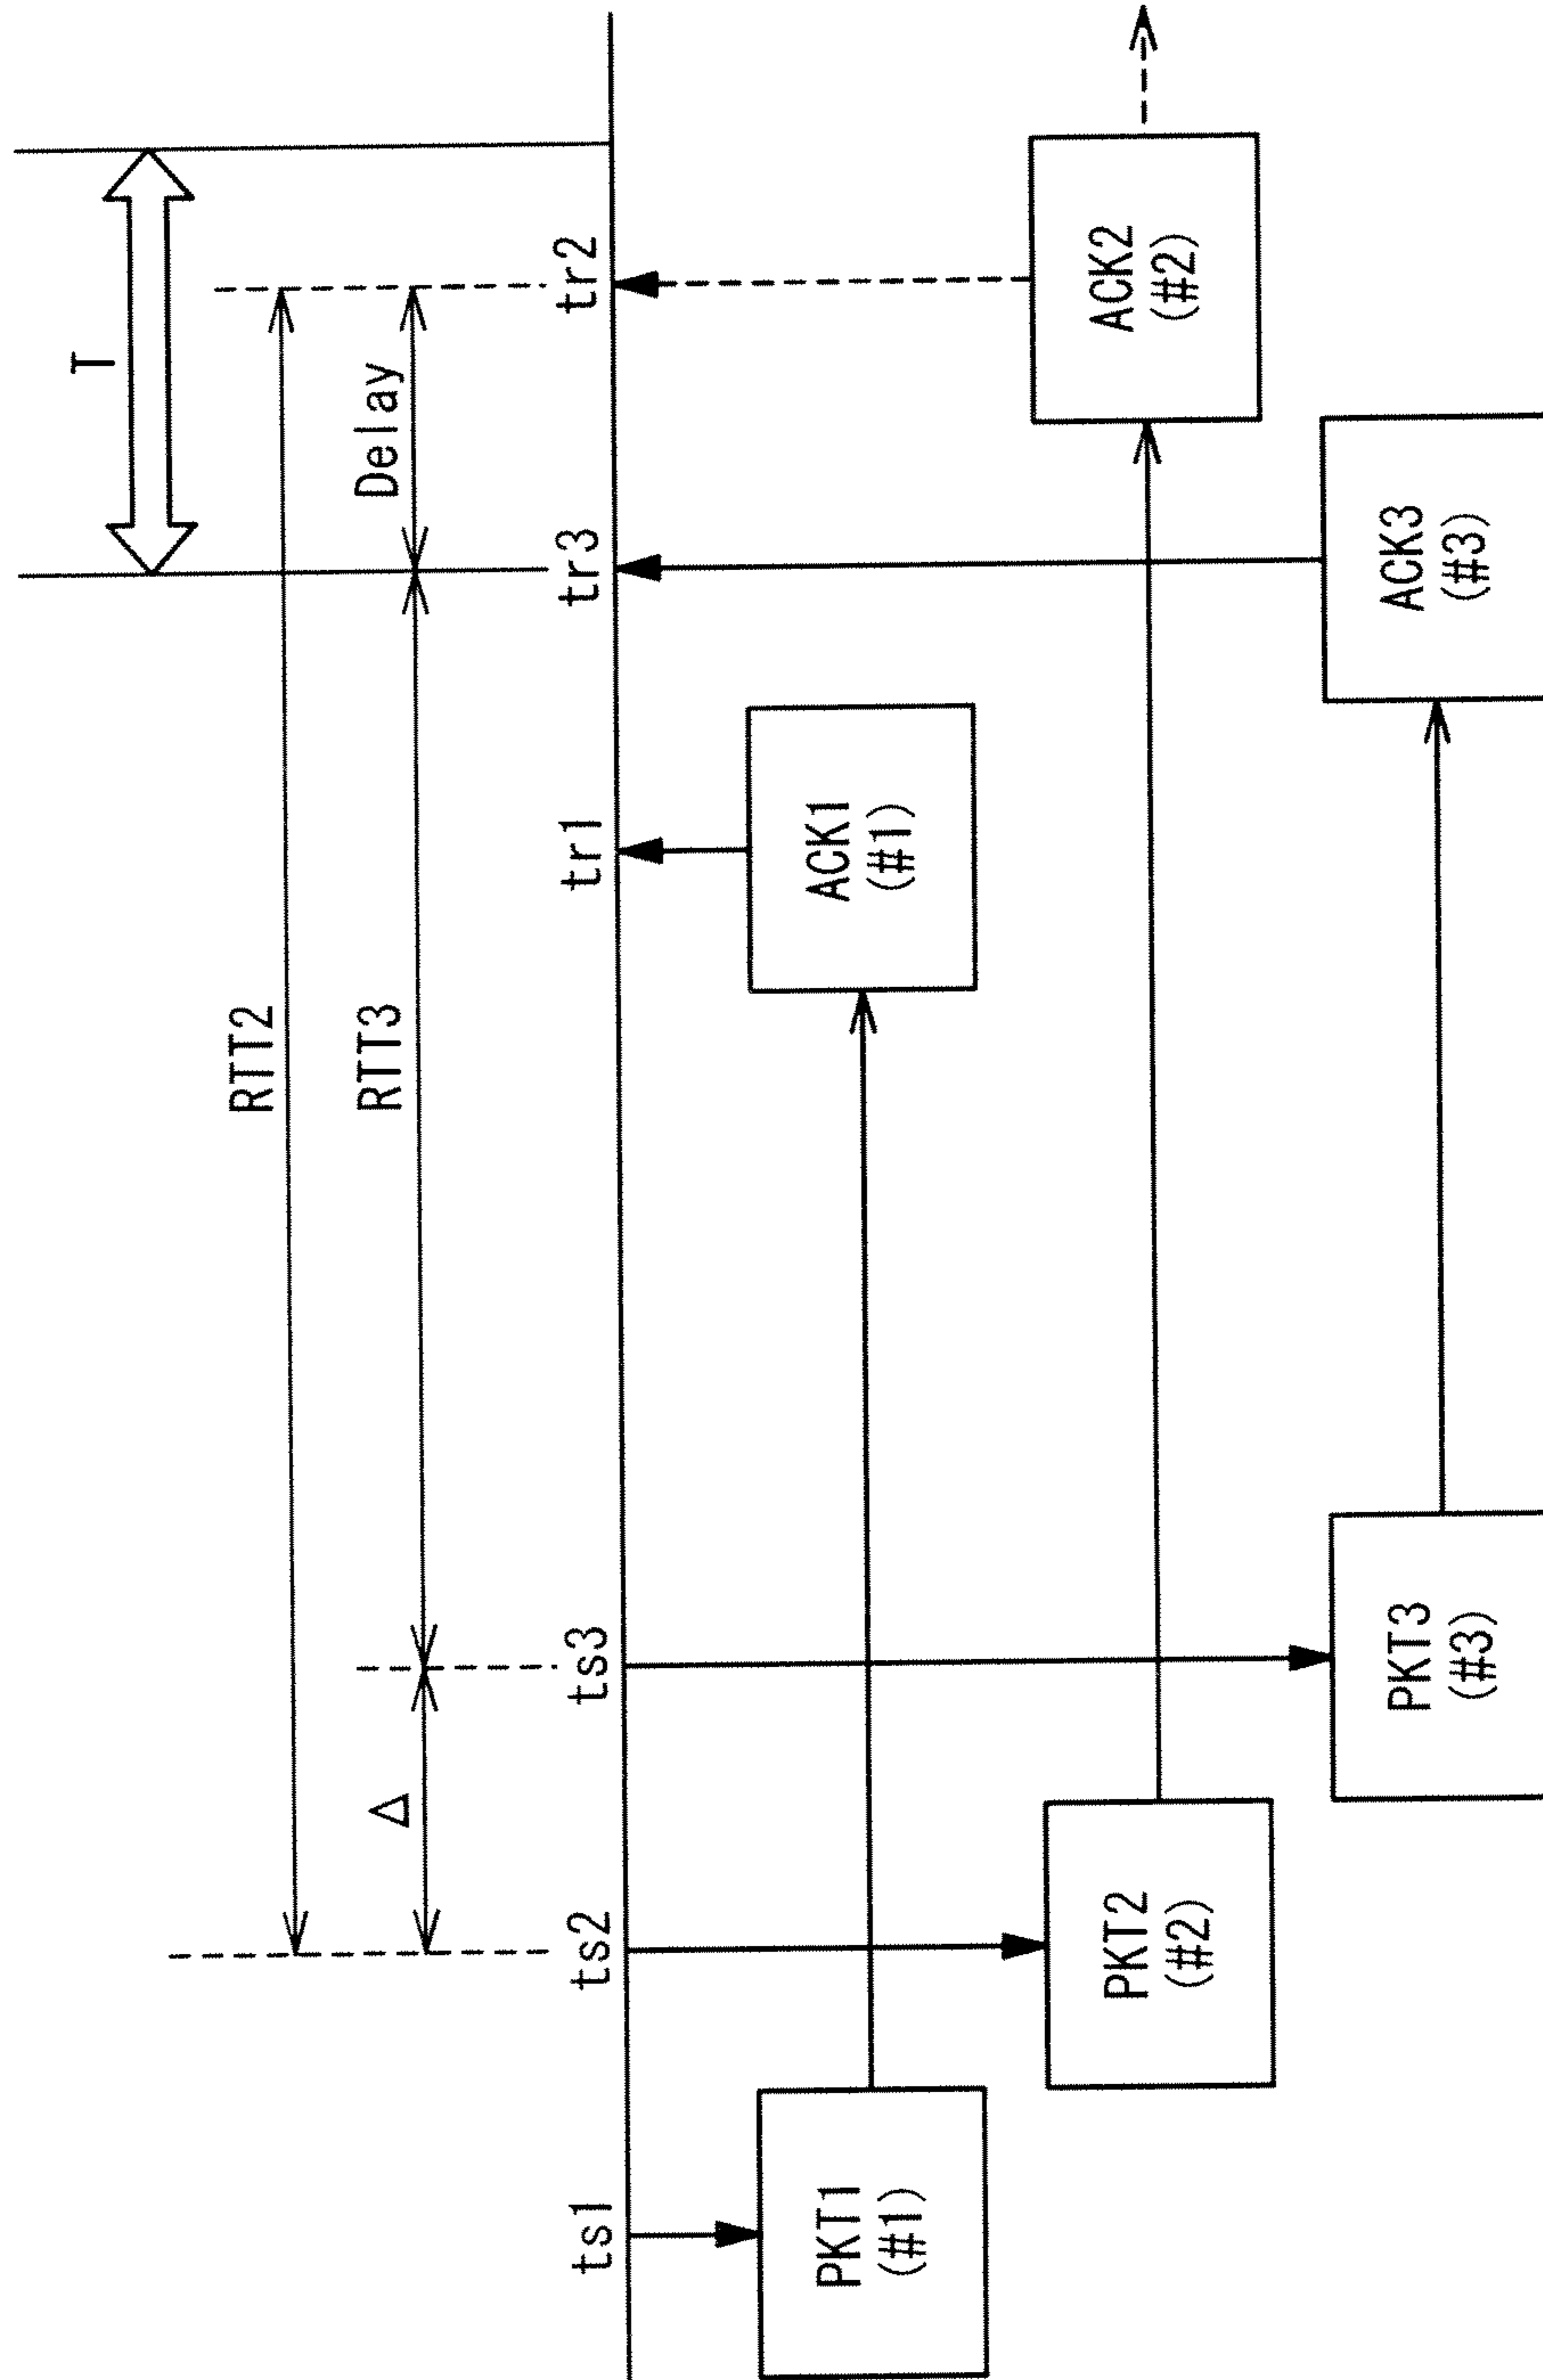 T
RTT2
Δ
RTT3
Delay
ts1
ts2
ts3
tr1
tr3
tr2
PKT1
(#1)
ACK1
(#1)
PKT2
(#2)
ACK2
(#2)
PKT3
(#3)
ACK3
(#3)